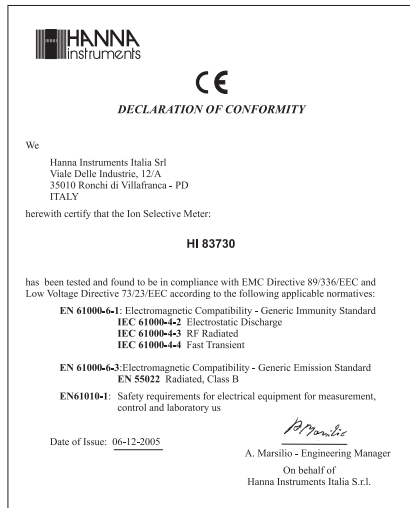 HANNA
instruments
CE
DECLARATION OF CONFORMITY
We
Hanna Instruments Italia Srl
Viale Delle Industrie, 12/A
35010 Ronchi di Villafranca - PD
ITALY
herewith certify that the Ion Selective Meter:
HI 83730
has been tested and found to be in compliance with EMC Directive 89/336/EEC and
Low Voltage Directive 73/23/EEC according to the following applicable normatives:
EN 61000-6-1: Electromagnetic Compatibility - Generic Immunity Standard
IEC 61000-4-2 Electrostatic Discharge
IEC 61000-4-3 RF Radiated
IEC 61000-4-4 Fast Transient
EN 61000-6-3:Electromagnetic Compatibility - Generic Emission Standard
EN 55022 Radiated, Class B
EN61010-1: Safety requirements for electrical equipment for measurement,
control and laboratory us
Date of Issue: 06-12-2005
A. Marsilio
A. Marsilio - Engineering Manager
On behalf of
Hanna Instruments Italia S.r.l.